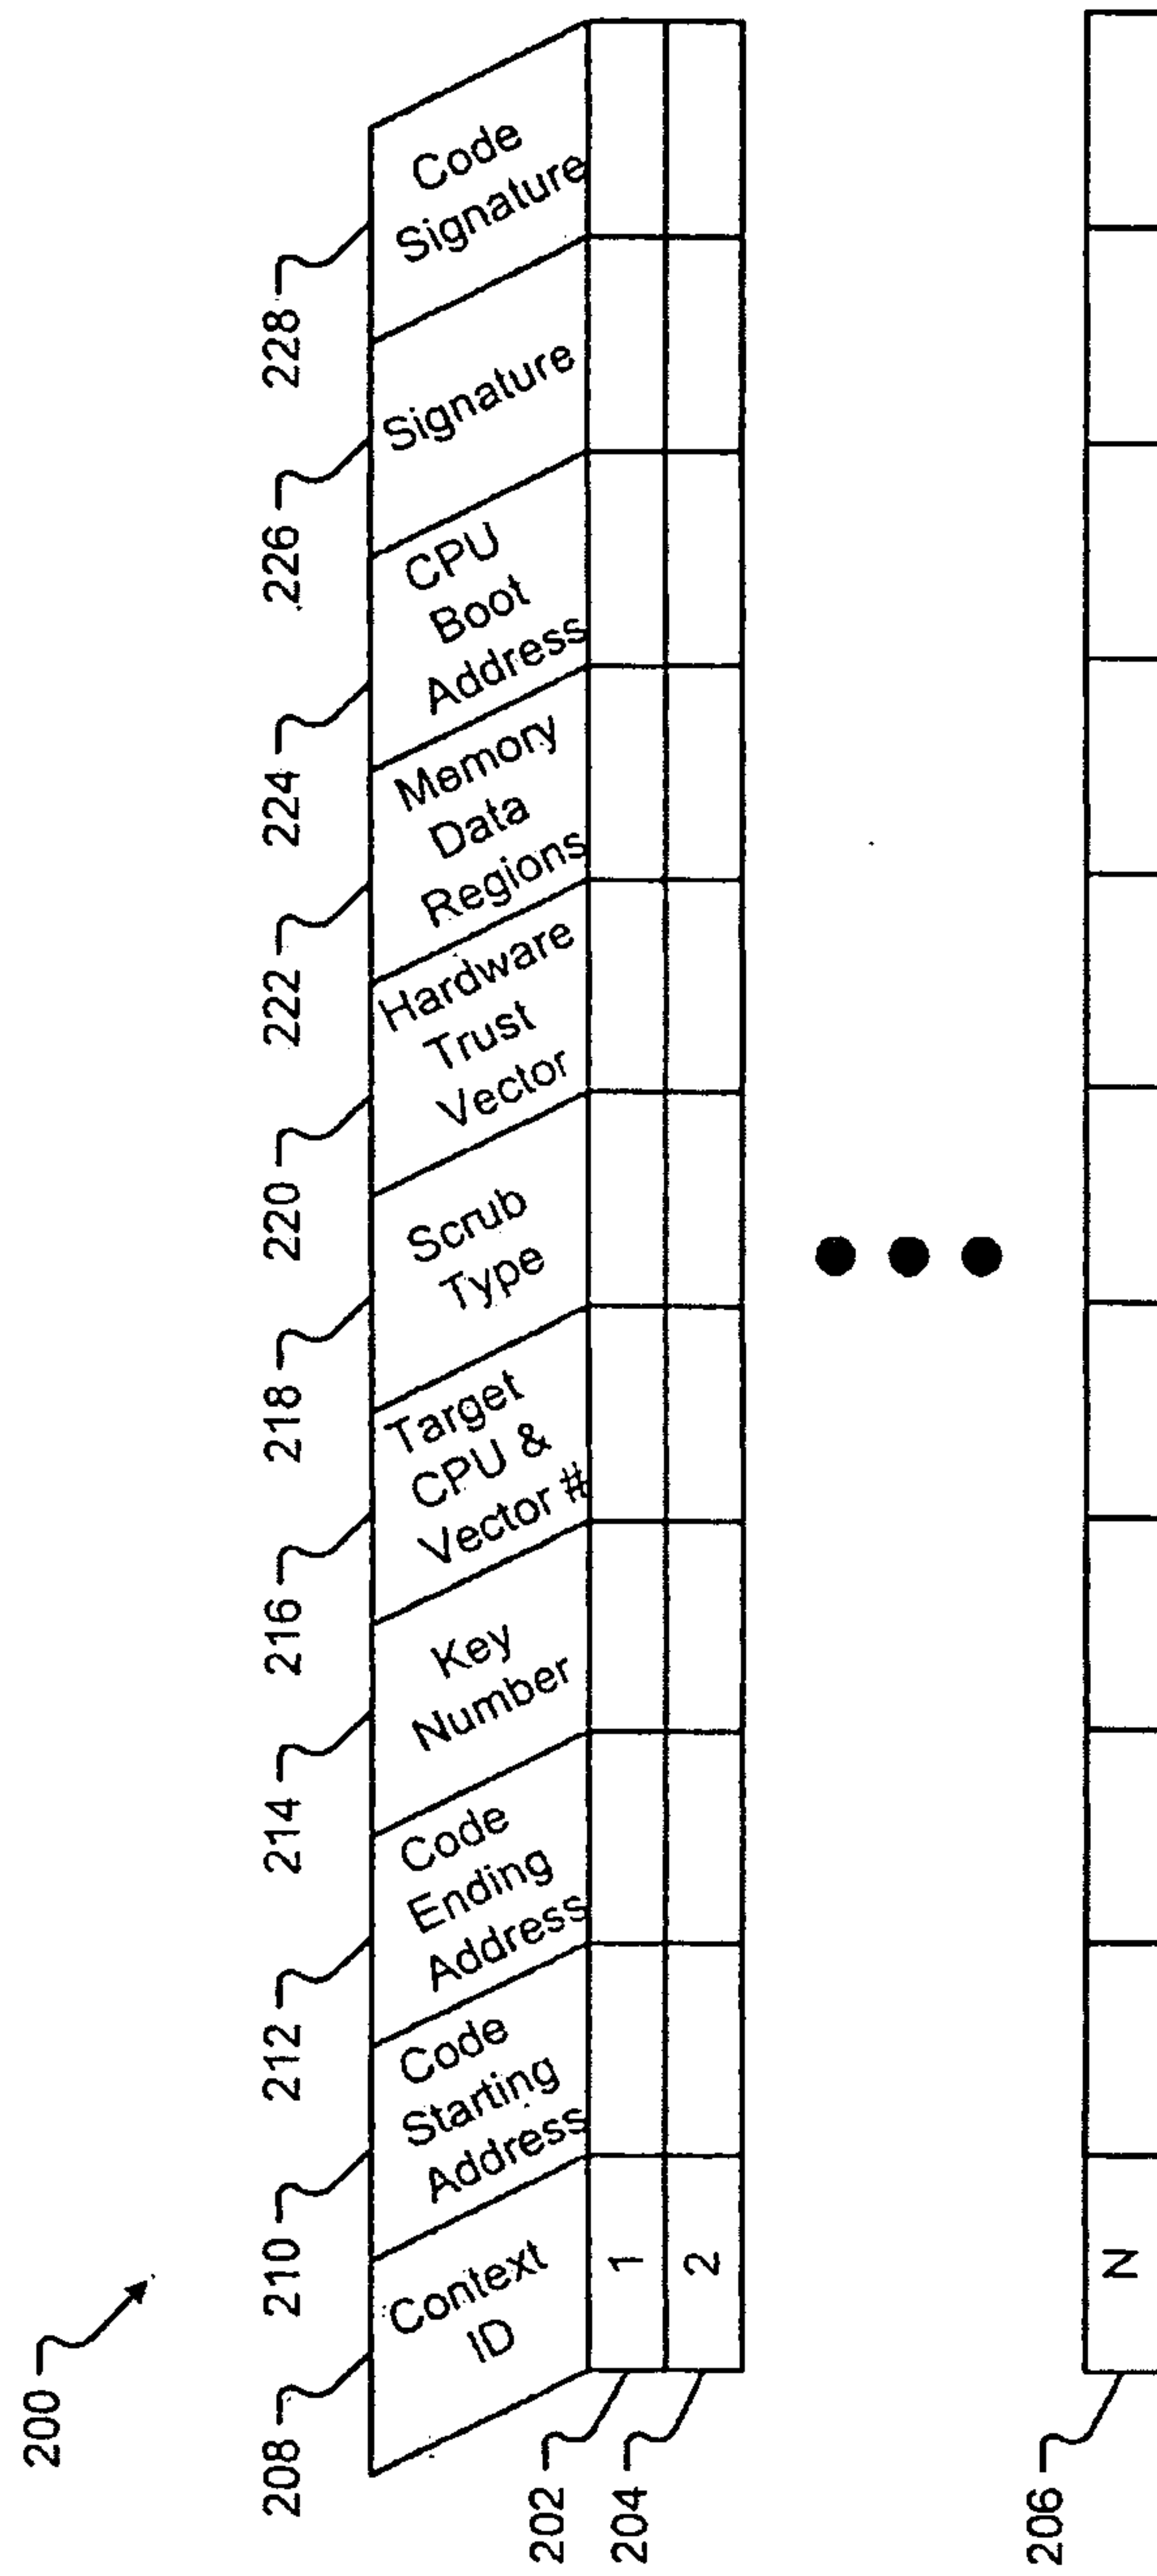 200
208
210
212
214
216
218
220
222
224
226
228
Context
ID
Code
Starting
Address
Code
Ending
Address
Key
Number
Target
CPU &
Vector #
Scrub
Type
Hardware
Trust
Vector
Memory
Data
Regions
CPU
Boot
Address
Signature
Code
Signature
202
1
204
2
206
N